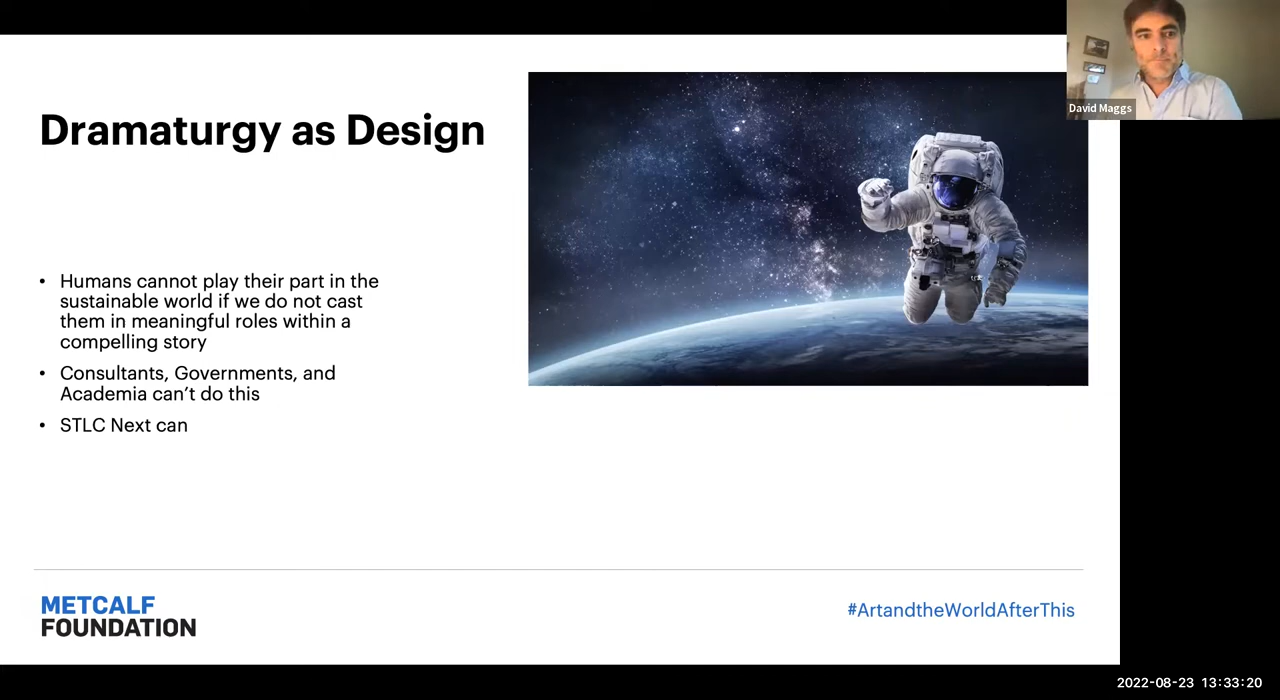 David Maggs
Dramaturgy as Design
• Humans cannot play their part in the
sustainable world if we do not cast
them in meaningful roles within a
compelling story
• Consultants, Governments, and
Academia can’t do this
• STLC Next can
METCALF
FOUNDATION
#ArtandtheWorldAfterThis
2022-08-23 13:33:20